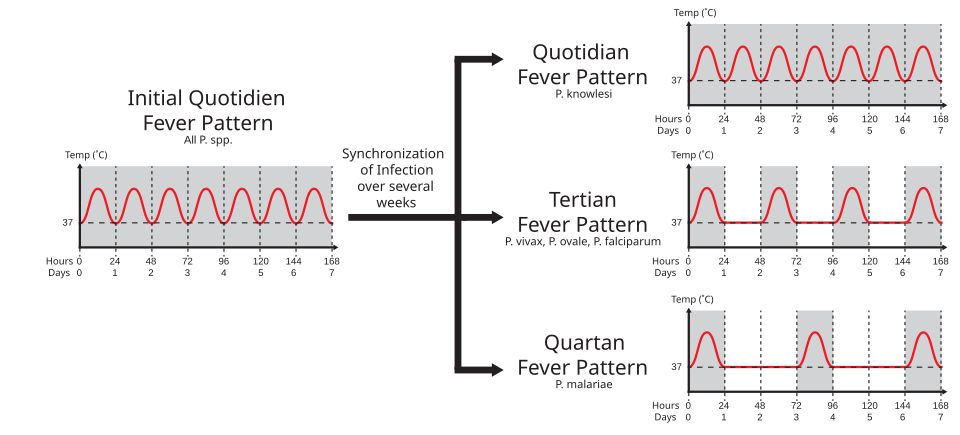 Initial Quotidien
Fever Pattern
All P. spp.
Temp (˚C)
37
Hours 0 24 48 72 96 120 144 168
Days 0 1 2 3 4 5 6 7
Synchronization
of Infection
over several
weeks
Quotidian
Fever Pattern
P. knowlesi
Temp (˚C)
37
Hours 0 24 48 72 96 120 144 168
Days 0 1 2 3 4 5 6 7
Tertian
Fever Pattern
P. vivax, P. ovale, P. falciparum
Temp (˚C)
37
Hours 0 24 48 72 96 120 144 168
Days 0 1 2 3 4 5 6 7
Quartan
Fever Pattern
P. malariae
Temp (˚C)
37
Hours 0 24 48 72 96 120 144 168
Days 0 1 2 3 4 5 6 7